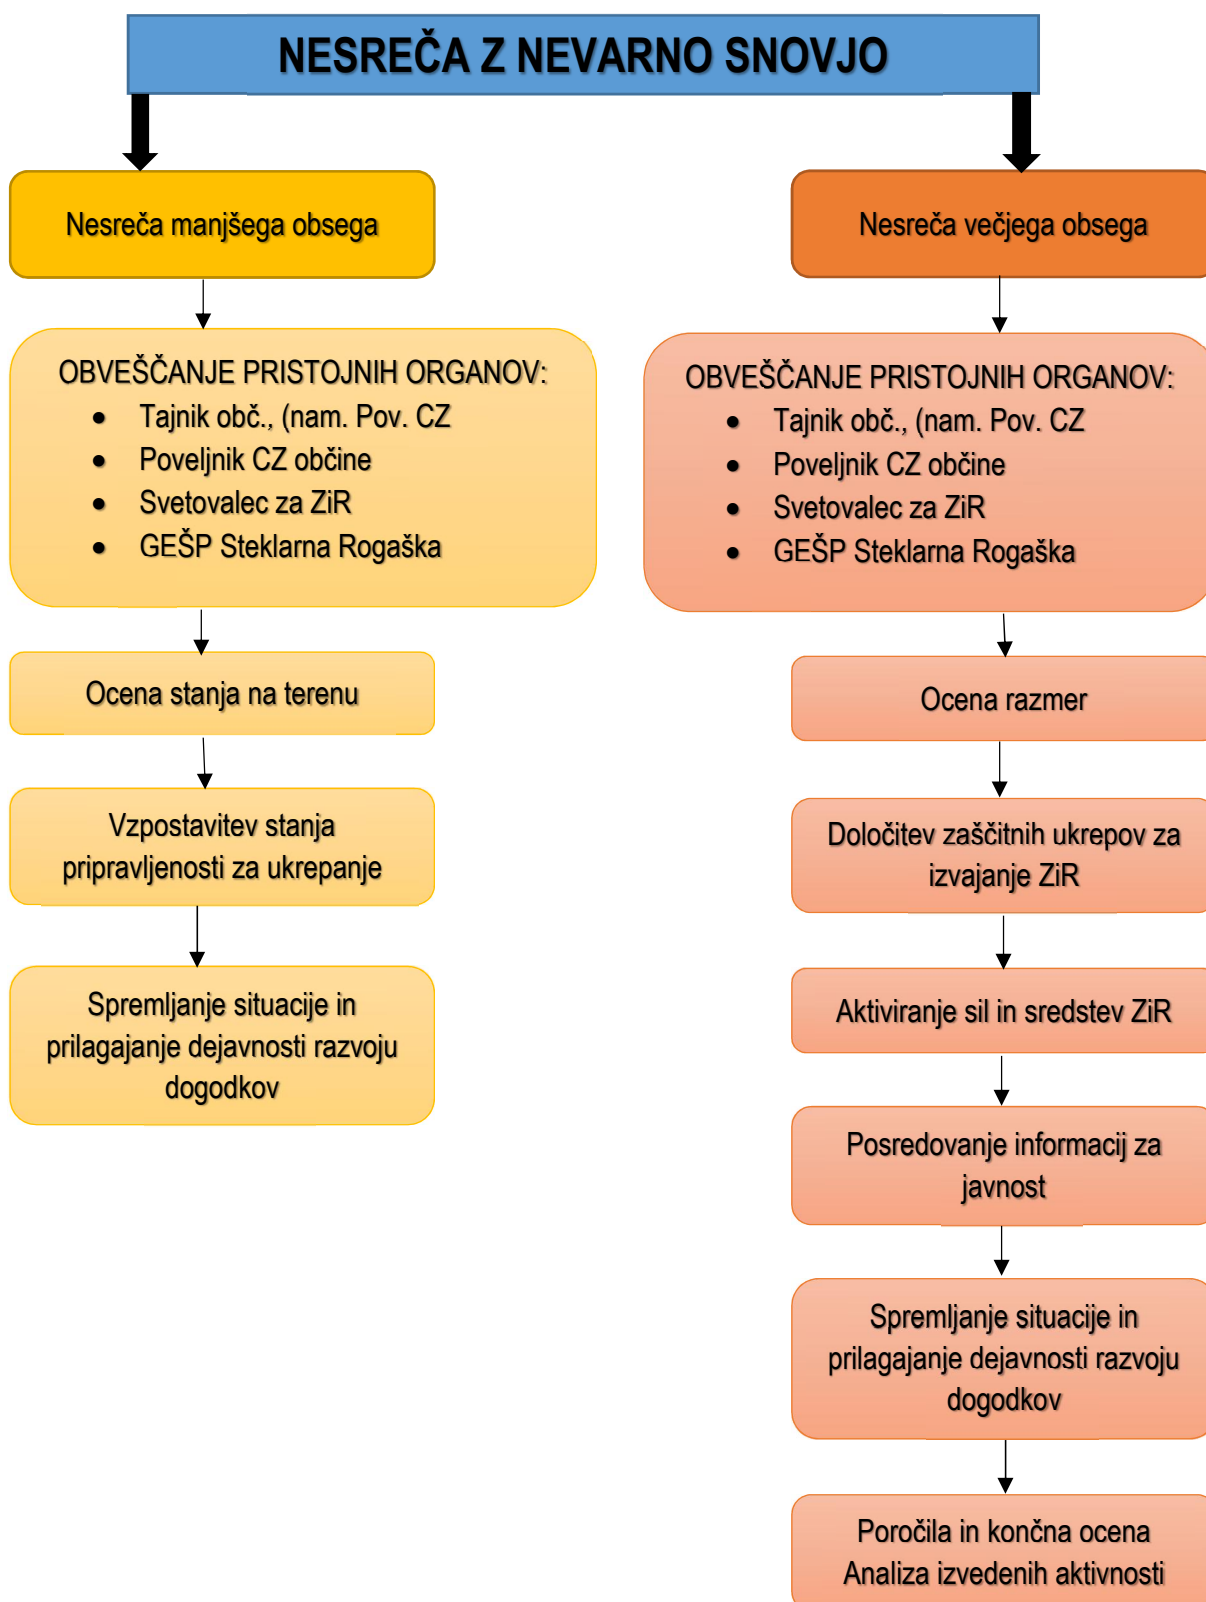 NESREČA Z NEVARNO SNOVJO
Nesreča manjšega obsega
OBVEŠČANJE PRISTOJNIH ORGANOV:
• Tajnik obč., (nam. Pov. CZ
• Poveljnik CZ občine
• Svetovalec za ZiR
• GEŠP Steklarna Rogaška
Ocena stanja na terenu
Vzpostavitev stanja
pripravljenosti za ukrepanje
Spremljanje situacije in
prilagajanje dejavnosti razvoju
dogodkov
Nesreča večjega obsega
OBVEŠČANJE PRISTOJNIH ORGANOV:
• Tajnik obč., (nam. Pov. CZ
• Poveljnik CZ občine
• Svetovalec za ZiR
• GEŠP Steklarna Rogaška
Ocena razmer
Določitev zaščitnih ukrepov za
izvajanje ZiR
Aktiviranje sil in sredstev ZiR
Posredovanje informacij za
javnost
Spremljanje situacije in
prilagajanje dejavnosti razvoju
dogodkov
Poročila in končna ocena
Analiza izvedenih aktivnosti